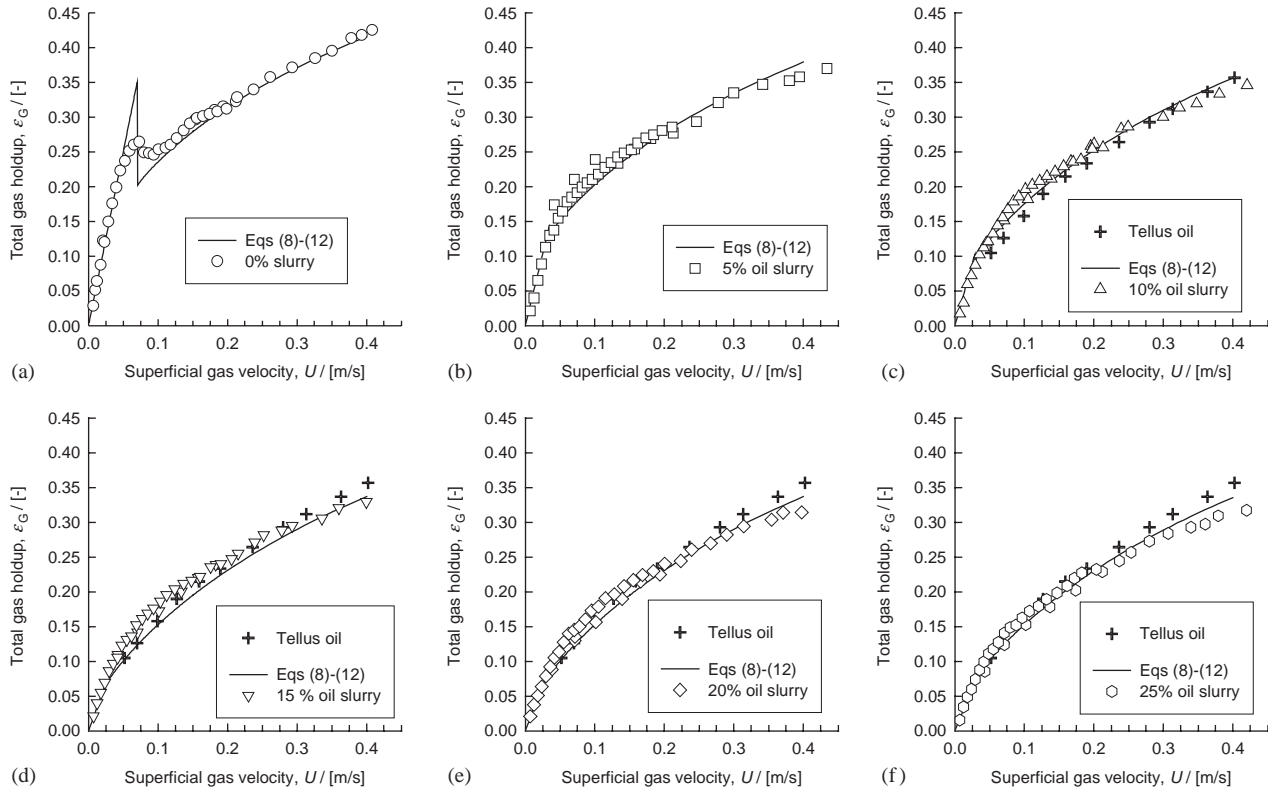 0.45
0.40
0.35
0.30
0.25
0.20
0.15
0.10
0.05
0.00
Total gas holdup, εG / [-]
Eqs (8)-(12)
0% slurry
0.0 0.1 0.2 0.3 0.4
(a)
Superficial gas velocity, U / [m/s]
0.45
0.40
0.35
0.30
0.25
0.20
0.15
0.10
0.05
0.00
Total gas holdup, εG / [-]
Eqs (8)-(12)
5% oil slurry
0.0 0.1 0.2 0.3 0.4
(b)
Superficial gas velocity, U / [m/s]
0.45
0.40
0.35
0.30
0.25
0.20
0.15
0.10
0.05
0.00
Total gas holdup, εG / [-]
Tellus oil
Eqs (8)-(12)
10% oil slurry
0.0 0.1 0.2 0.3 0.4
(c)
Superficial gas velocity, U / [m/s]
0.45
0.40
0.35
0.30
0.25
0.20
0.15
0.10
0.05
0.00
Total gas holdup, εG / [-]
Tellus oil
Eqs (8)-(12)
15 % oil slurry
0.0 0.1 0.2 0.3 0.4
(d)
Superficial gas velocity, U / [m/s]
0.45
0.40
0.35
0.30
0.25
0.20
0.15
0.10
0.05
0.00
Total gas holdup, εG / [-]
Tellus oil
Eqs (8)-(12)
20% oil slurry
0.0 0.1 0.2 0.3 0.4
(e)
Superficial gas velocity, U / [m/s]
0.45
0.40
0.35
0.30
0.25
0.20
0.15
0.10
0.05
0.00
Total gas holdup, εG / [-]
Tellus oil
Eqs (8)-(12)
25% oil slurry
0.0 0.1 0.2 0.3 0.4
(f)
Superficial gas velocity, U / [m/s]